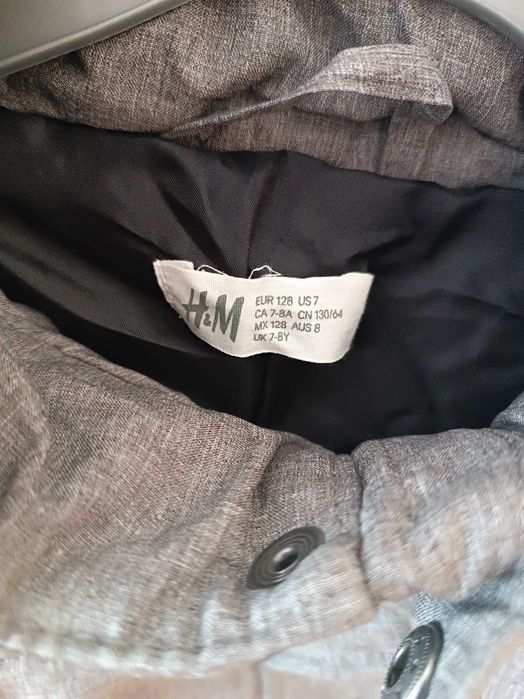 H&M
EUR 128 US 7
CA 7-8A CN 130/64
MX 128 AUS 8
UK 7-8Y